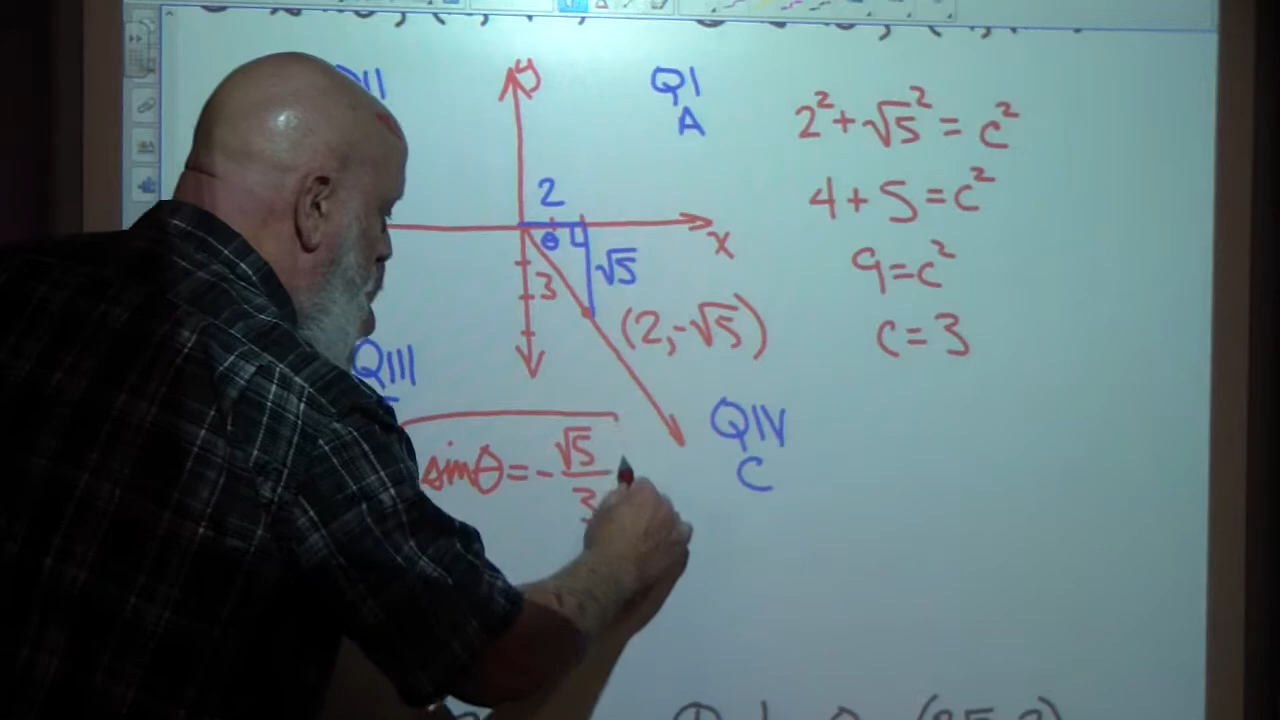 y
QI
A
2
θ
3
√5
x
(2,-√5)
QIII
QIV
C
sinθ = -√5/3
2² + √5² = c²
4 + 5 = c²
9 = c²
c = 3